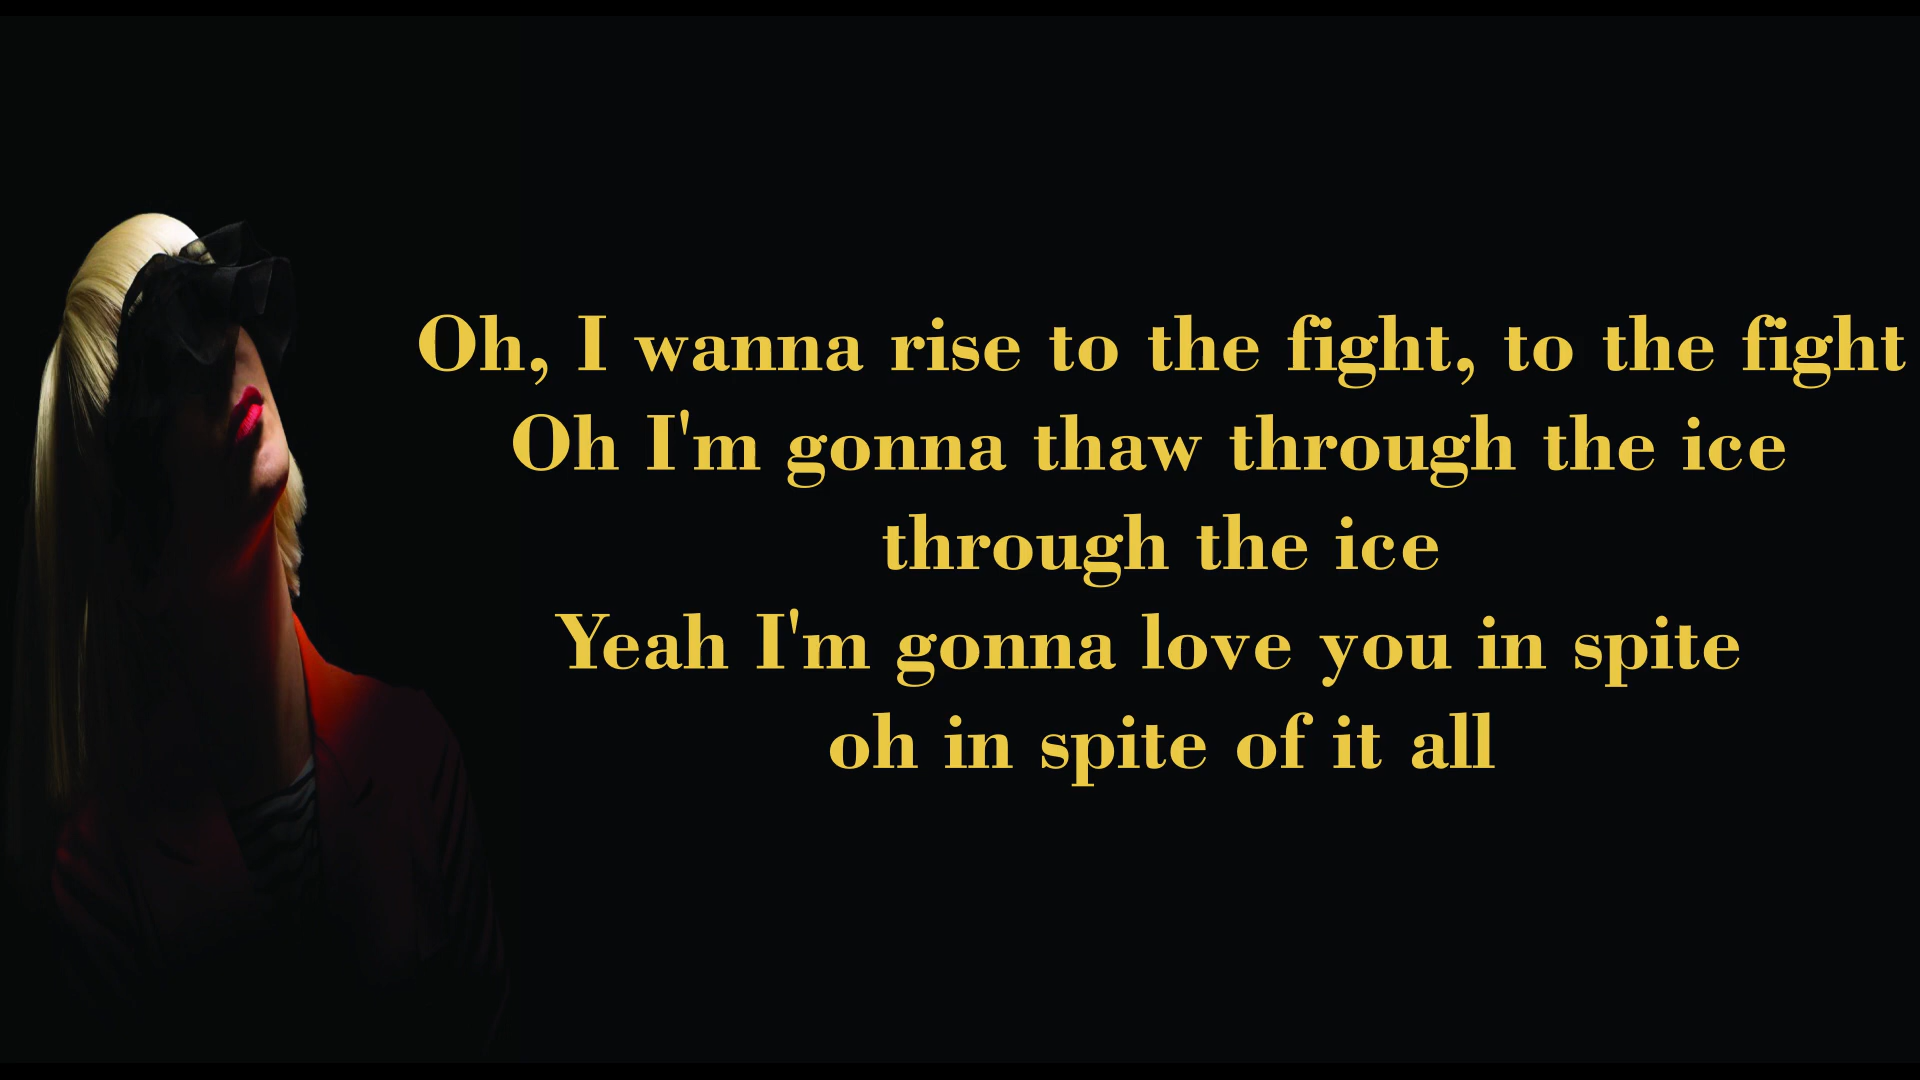 Oh, I wanna rise to the fight, to the fight
Oh I'm gonna thaw through the ice
through the ice
Yeah I'm gonna love you in spite
oh in spite of it all